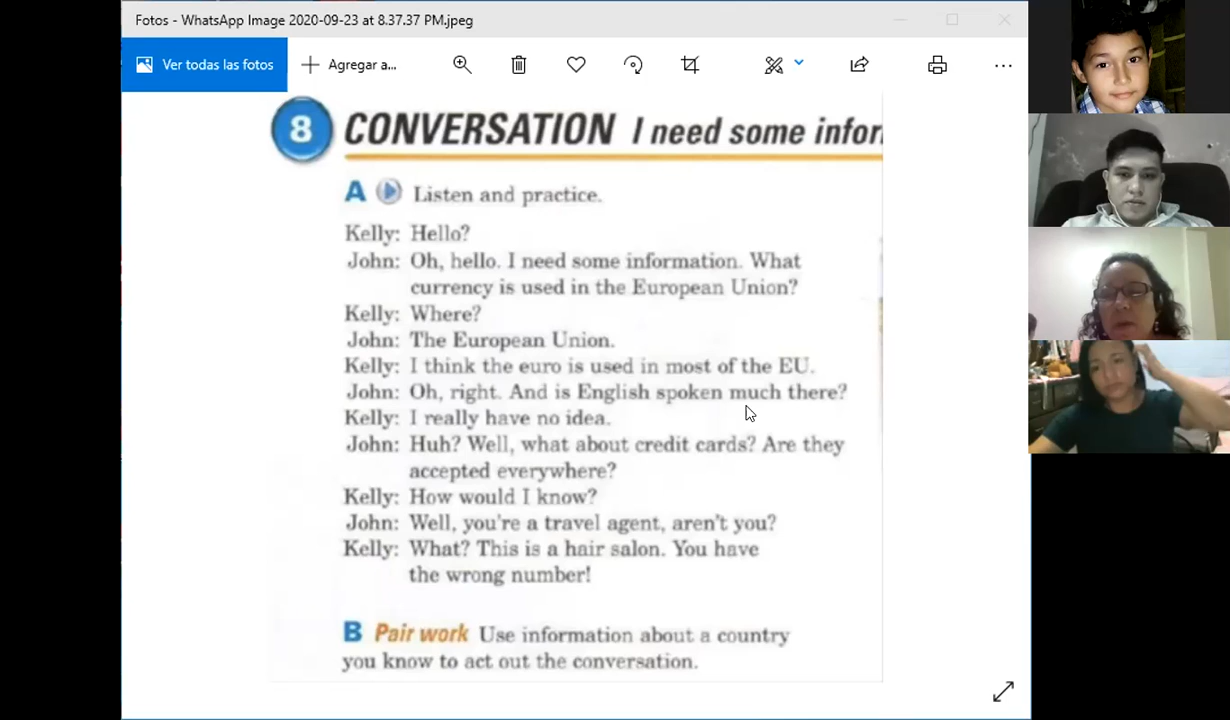 Fotos - WhatsApp Image 2020-09-23 at 8.37.37 PM.jpeg
Ver todas las fotos
Agregar a...
8 CONVERSATION I need some infor
A Listen and practice.
Kelly: Hello?
John: Oh, hello. I need some information. What
currency is used in the European Union?
Kelly: Where?
John: The European Union.
Kelly: I think the euro is used in most of the EU.
John: Oh, right. And is English spoken much there?
Kelly: I really have no idea.
John: Huh? Well, what about credit cards? Are they
accepted everywhere?
Kelly: How would I know?
John: Well, you're a travel agent, aren't you?
Kelly: What? This is a hair salon. You have
the wrong number!
B Pair work Use information about a country
you know to act out the conversation.